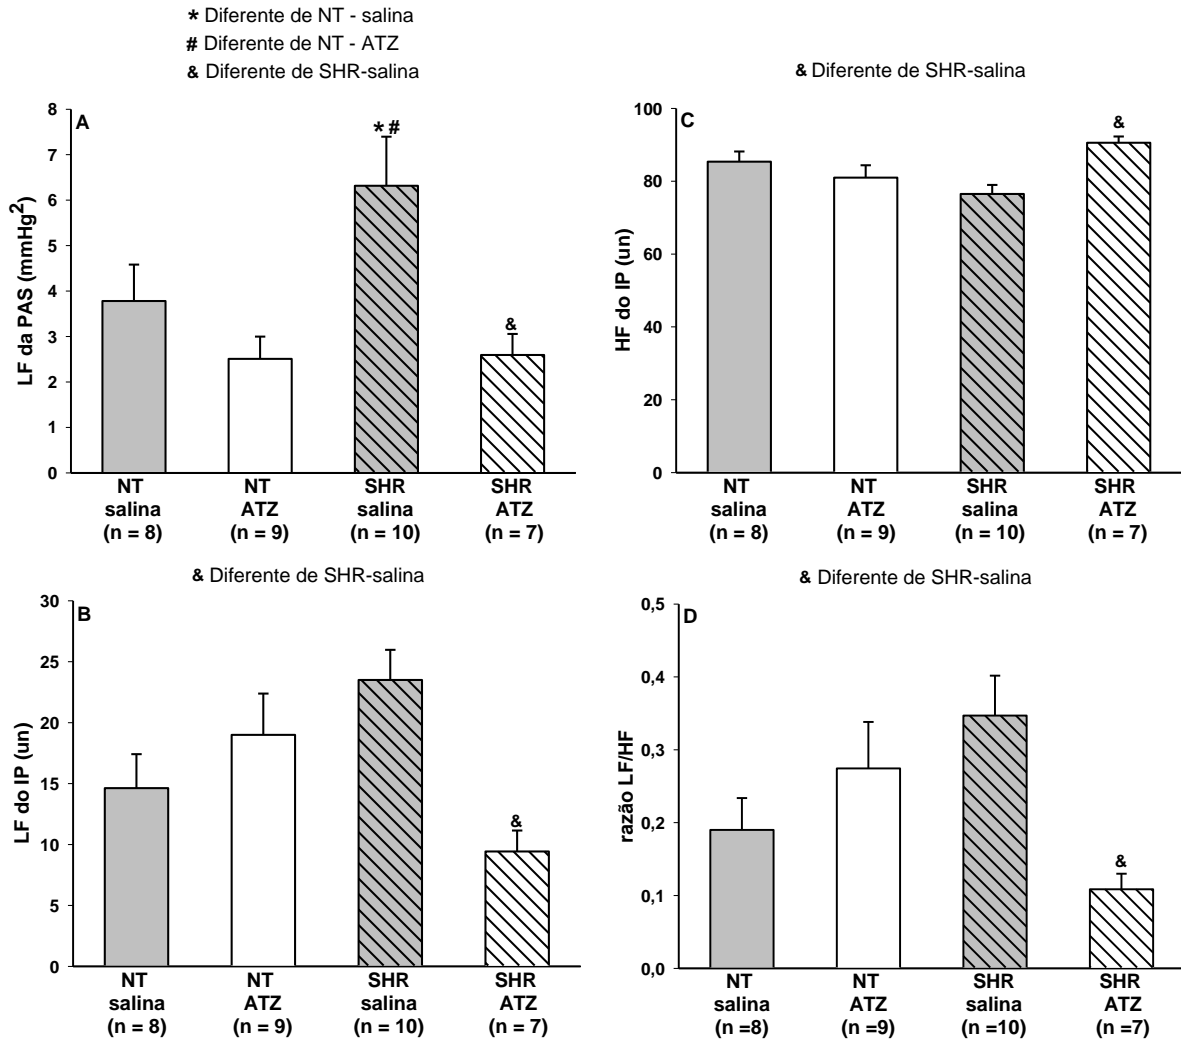 * Diferente de NT - salina
# Diferente de NT - ATZ
& Diferente de SHR-salina
A
LF da PAS (mmHg2)
8
7
6
5
4
3
2
1
0
*#
&
NT
salina
(n = 8)
NT
ATZ
(n = 9)
SHR
salina
(n = 10)
SHR
ATZ
(n = 7)
& Diferente de SHR-salina
C
HF do IP (un)
100
80
60
40
20
0
&
NT
salina
(n = 8)
NT
ATZ
(n = 9)
SHR
salina
(n = 10)
SHR
ATZ
(n = 7)
& Diferente de SHR-salina
B
LF do IP (un)
30
25
20
15
10
5
0
&
NT
salina
(n = 8)
NT
ATZ
(n = 9)
SHR
salina
(n = 10)
SHR
ATZ
(n = 7)
& Diferente de SHR-salina
D
razão LF/HF
0,5
0,4
0,3
0,2
0,1
0,0
&
NT
salina
(n =8)
NT
ATZ
(n =9)
SHR
salina
(n =10)
SHR
ATZ
(n =7)